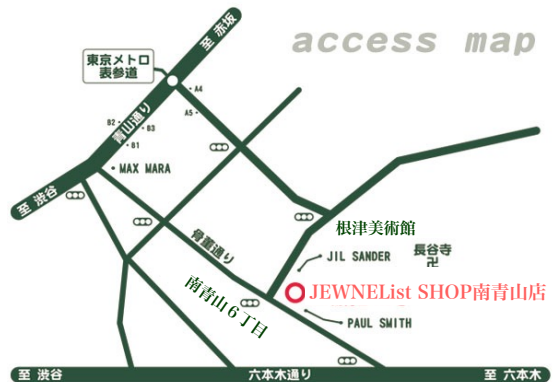 access map
至 赤坂
東京メトロ
表参道
A4
A5
青山通り
B2
B3
B1
MAX MARA
至 渋谷
根津美術館
骨董通り
JIL SANDER
長谷寺
卍
南青山６丁目
JEWNEList SHOP南青山店
PAUL SMITH
至 渋谷
六本木通り
至 六本木